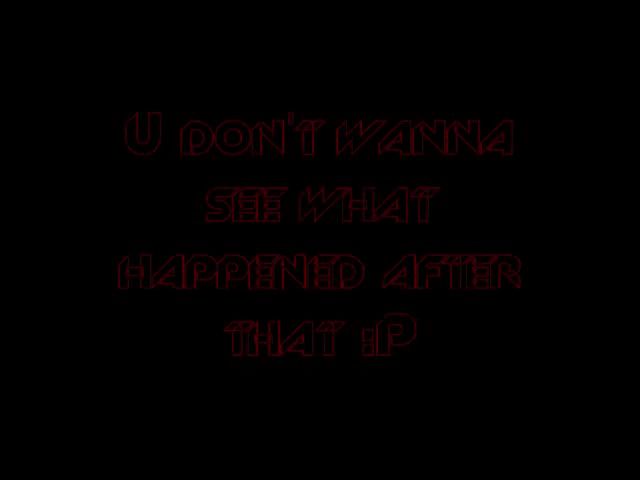 U don't wanna
see what
happened after
that :P